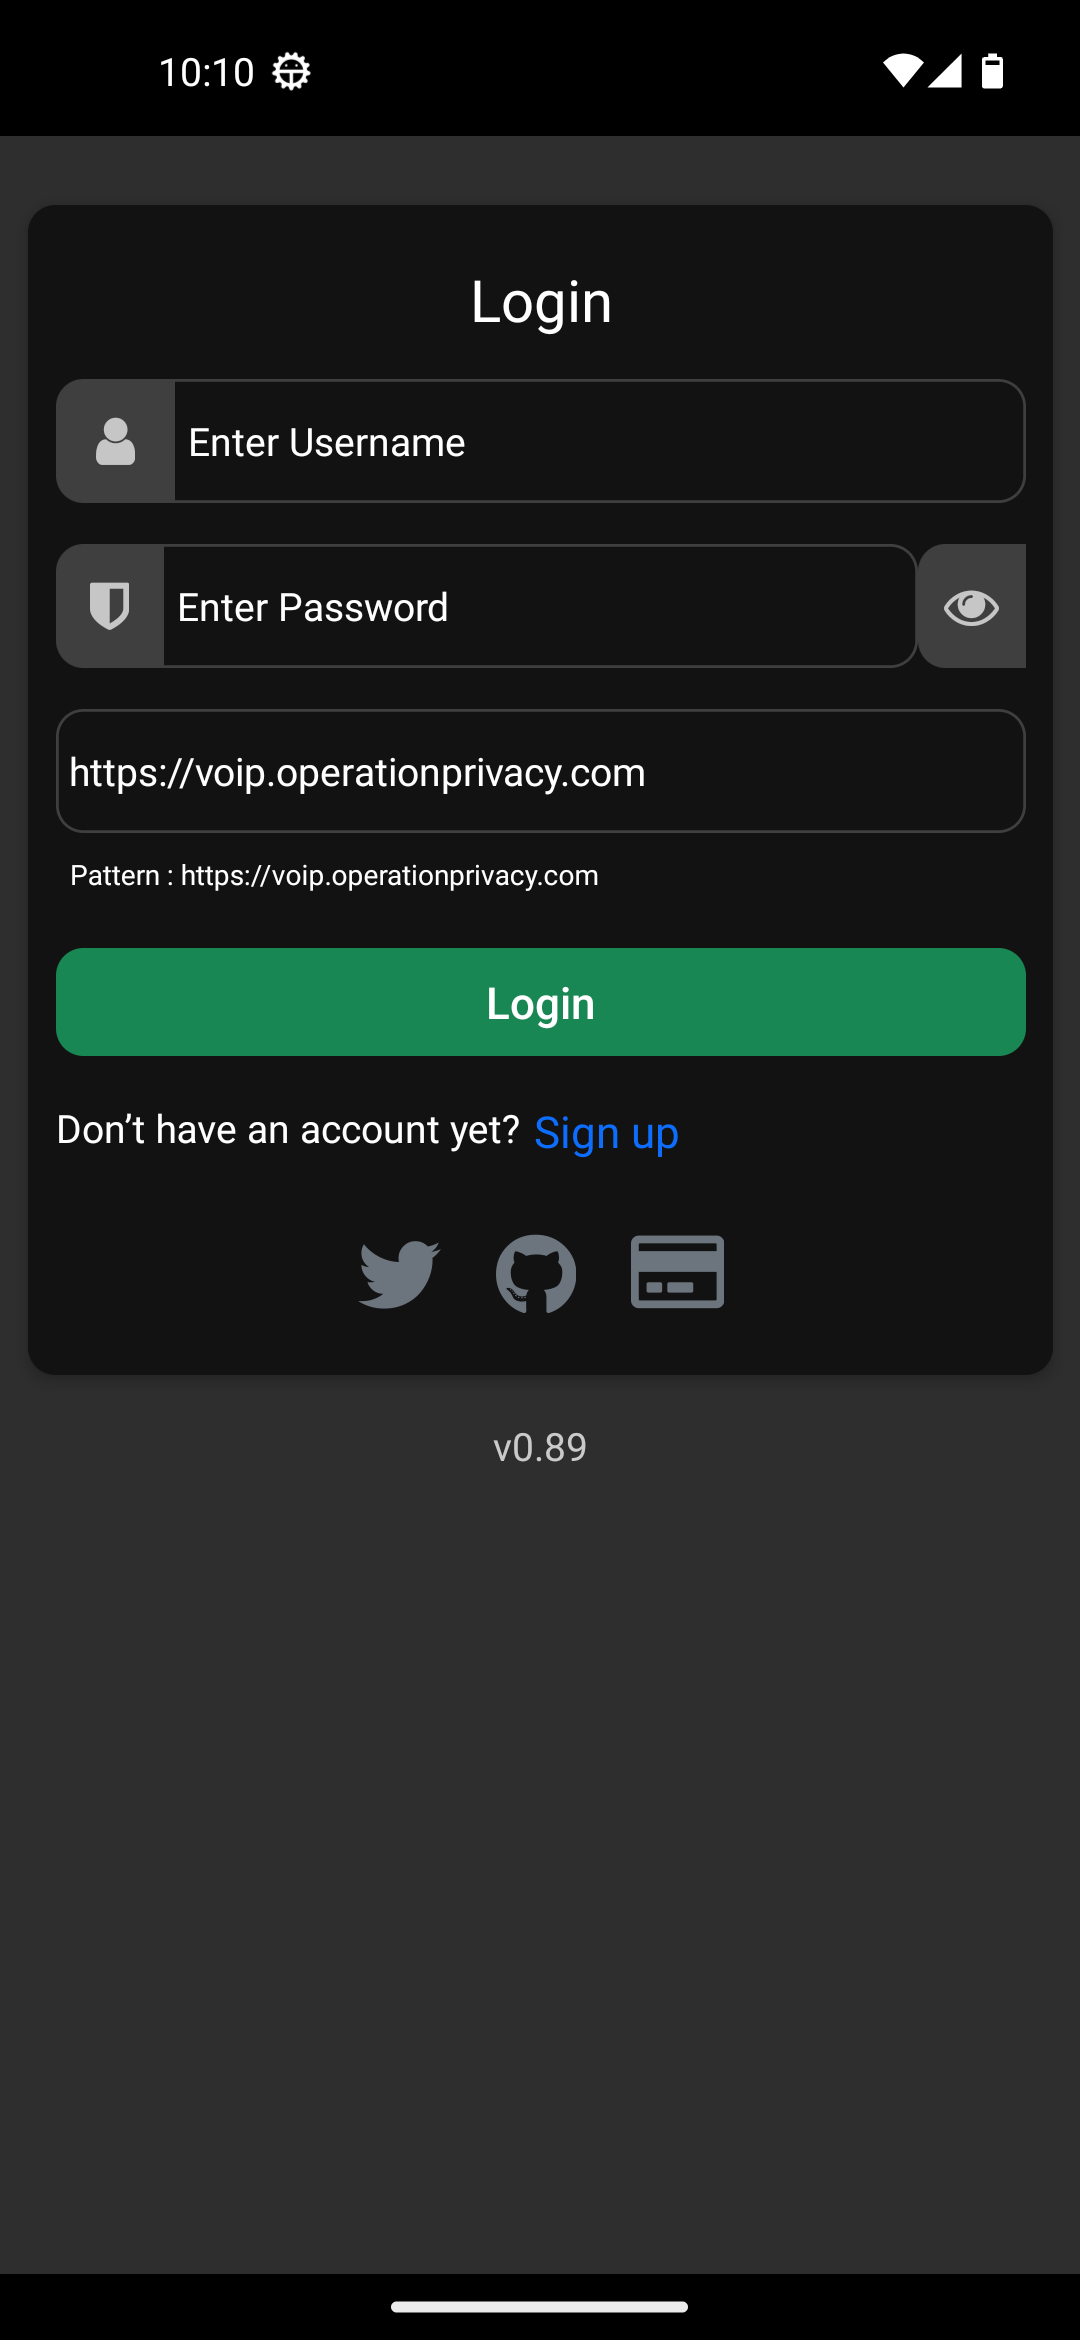 10:10
Login
Enter Username
Enter Password
https://voip.operationprivacy.com
Pattern : https://voip.operationprivacy.com
Login
Don’t have an account yet? Sign up
v0.89